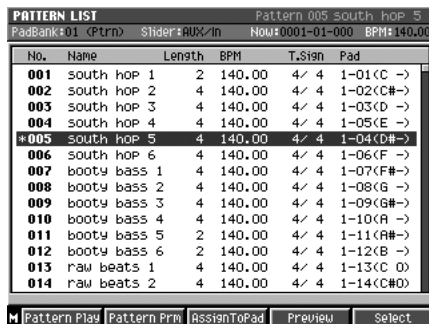 PATTERN LIST Pattern 005 south hop 5
PadBank:01 (Ptrn) Slider:AUX/In Now:0001-01-000 BPM:140.00
No. Name Length BPM T.Sign Pad
001 south hop 1 2 140.00 4/ 4 1-01(C -)
002 south hop 2 4 140.00 4/ 4 1-02(C#-)
003 south hop 3 4 140.00 4/ 4 1-03(D -)
004 south hop 4 4 140.00 4/ 4 1-05(E -)
*005 south hop 5 4 140.00 4/ 4 1-04(D#-)
006 south hop 6 4 140.00 4/ 4 1-06(F -)
007 booty bass 1 4 140.00 4/ 4 1-07(F#-)
008 booty bass 2 4 140.00 4/ 4 1-08(G -)
009 booty bass 3 4 140.00 4/ 4 1-09(G#-)
010 booty bass 4 4 140.00 4/ 4 1-10(A -)
011 booty bass 5 2 140.00 4/ 4 1-11(A#-)
012 booty bass 6 2 140.00 4/ 4 1-12(B -)
013 raw beats 1 4 140.00 4/ 4 1-13(C 0)
014 raw beats 2 4 140.00 4/ 4 1-14(C#0)
M Pattern Play Pattern Prm AssignToPad Preview Select